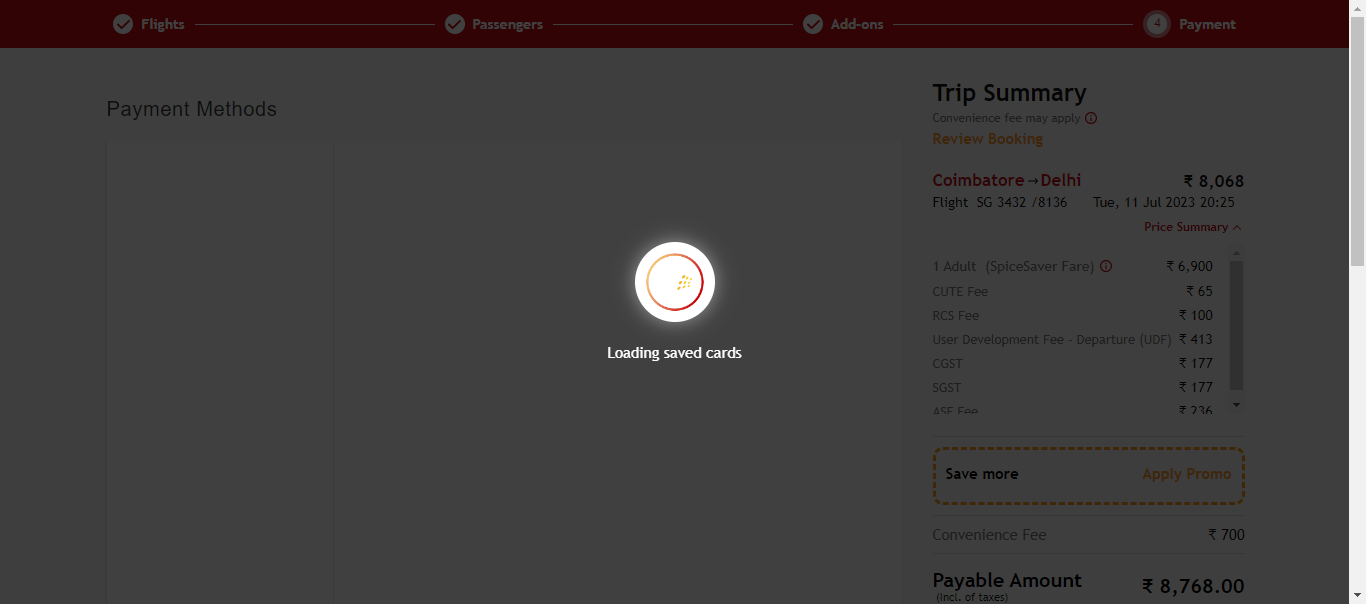 Flights
Passengers
Add-ons
4 Payment
Payment Methods
Loading saved cards
Trip Summary
Convenience fee may apply
Review Booking
Coimbatore→Delhi ₹ 8,068
Flight SG 3432 /8136 Tue, 11 Jul 2023 20:25
Price Summary
1 Adult (SpiceSaver Fare) ₹ 6,900
CUTE Fee ₹ 65
RCS Fee ₹ 100
User Development Fee - Departure (UDF) ₹ 413
CGST ₹ 177
SGST ₹ 177
ASF Fee ₹ 236
Save more Apply Promo
Convenience Fee ₹ 700
Payable Amount ₹ 8,768.00
(Incl. of taxes)